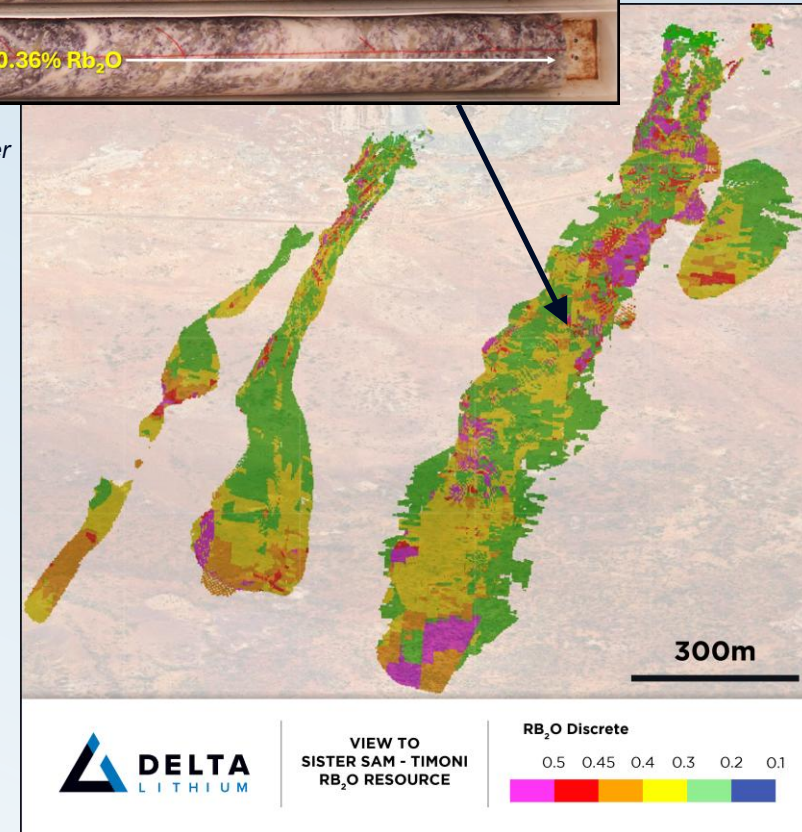 0.36% Rb₂O
er
300m
DELTA
LITHIUM
VIEW TO
SISTER SAM - TIMONI
RB₂O RESOURCE
RB₂O Discrete
0.5 0.45 0.4 0.3 0.2 0.1